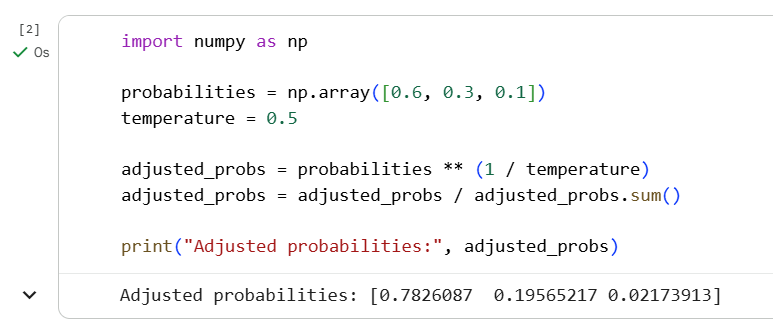 [2]
0s
import numpy as np
probabilities = np.array([0.6, 0.3, 0.1])
temperature = 0.5
adjusted_probs = probabilities ** (1 / temperature)
adjusted_probs = adjusted_probs / adjusted_probs.sum()
print("Adjusted probabilities:", adjusted_probs)
Adjusted probabilities: [0.7826087  0.19565217 0.02173913]